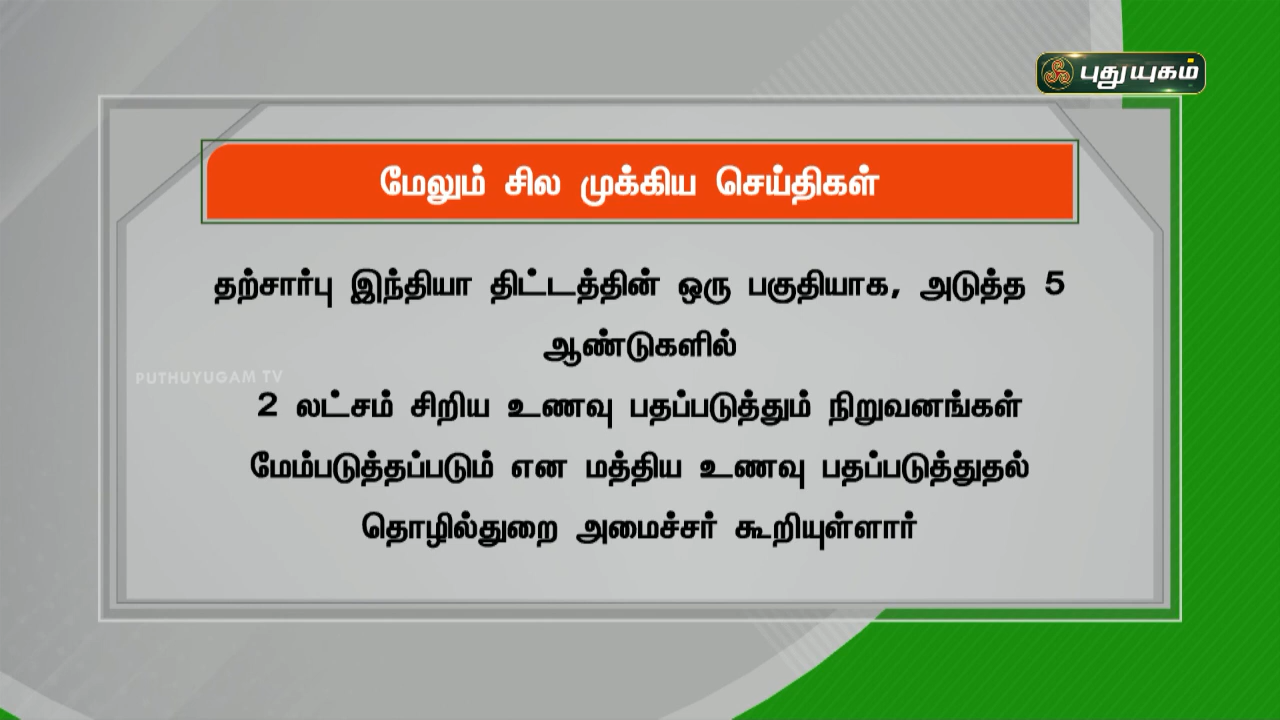 புதுயுகம்
மேலும் சில முக்கிய செய்திகள்
தற்சார்பு இந்தியா திட்டத்தின் ஒரு பகுதியாக, அடுத்த 5
ஆண்டுகளில்
PUTHUYUGAM TV
2 லட்சம் சிறிய உணவு பதப்படுத்தும் நிறுவனங்கள்
மேம்படுத்தப்படும் என மத்திய உணவு பதப்படுத்துதல்
தொழில்துறை அமைச்சர் கூறியுள்ளார்